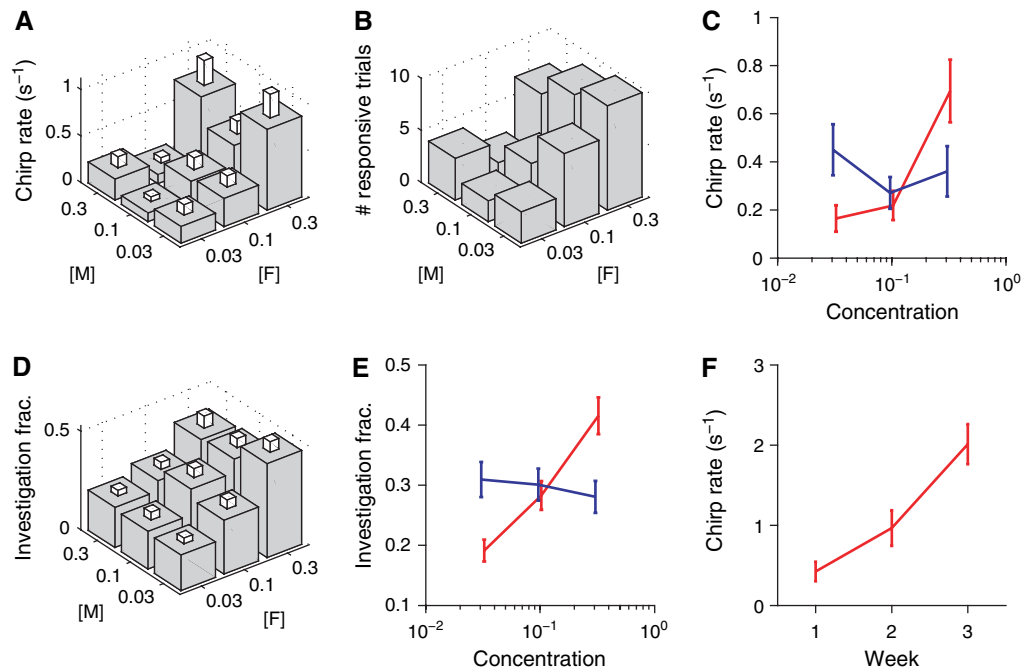 A
Chirp rate (s⁻¹)
1
0.5
0
0.3
0.1
0.03
[M]
0.03
0.1
0.3
[F]
B
# responsive trials
10
5
0
0.3
0.1
0.03
[M]
0.03
0.1
0.3
[F]
C
Chirp rate (s⁻¹)
1
0.8
0.6
0.4
0.2
0
10⁻²
10⁻¹
10⁰
Concentration
D
Investigation frac.
0.5
0
0.3
0.1
0.03
[M]
0.03
0.1
0.3
[F]
E
Investigation frac.
0.5
0.4
0.3
0.2
0.1
10⁻²
10⁻¹
10⁰
Concentration
F
Chirp rate (s⁻¹)
3
2
1
0
1 2 3
Week